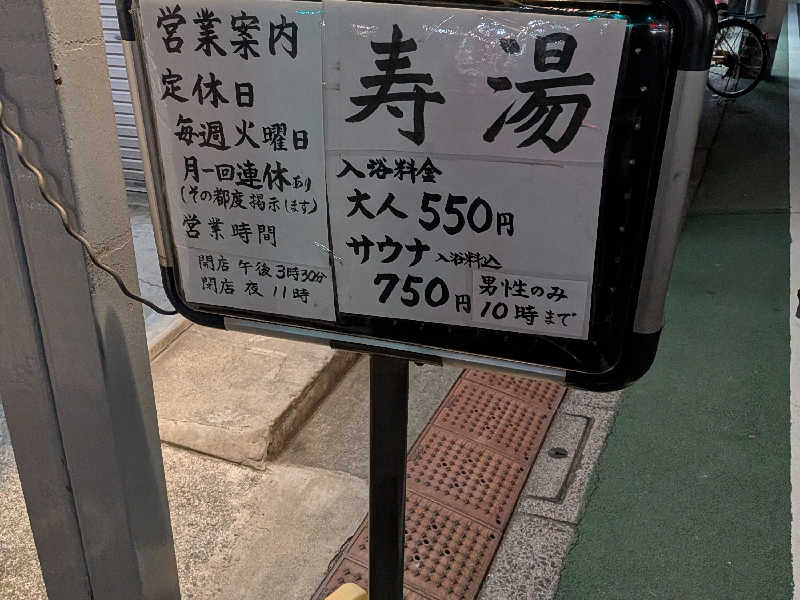 営業案内
定休日
毎週火曜日
月一回連休あり
(その都度掲示します)
営業時間
開店 午後3時30分
閉店 夜11時
寿湯
入浴料金
大人 550円
サウナ 入浴料込
750円
男性のみ
10時まで